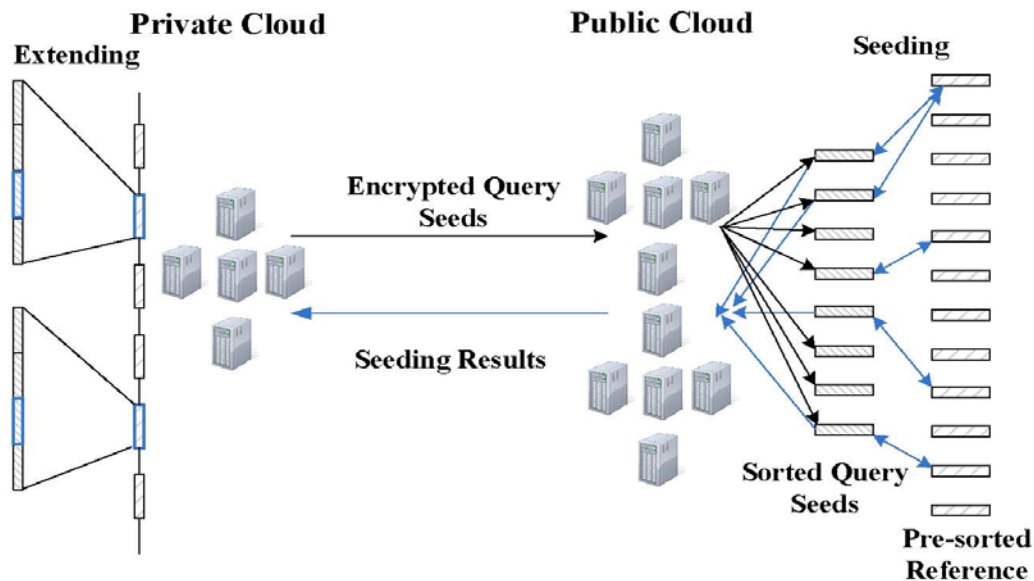 Private Cloud
Public Cloud
Extending
Seeding
Encrypted Query
Seeds
Seeding Results
Sorted Query
Seeds
Pre-sorted
Reference